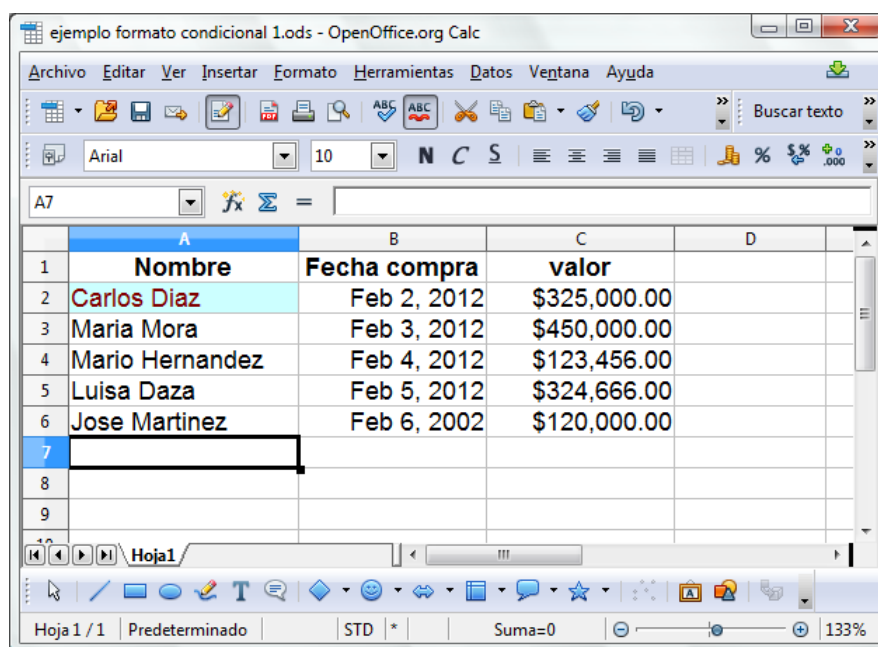 ejemplo formato condicional 1.ods - OpenOffice.org Calc
Archivo Editar Ver Insertar Formato Herramientas Datos Ventana Ayuda
ABC ABC Buscar texto
Arial 10 N C S % $% .000
A7 fx Σ =
A B C D
1 Nombre Fecha compra valor
2 Carlos Diaz Feb 2, 2012 $325,000.00
3 Maria Mora Feb 3, 2012 $450,000.00
4 Mario Hernandez Feb 4, 2012 $123,456.00
5 Luisa Daza Feb 5, 2012 $324,666.00
6 Jose Martinez Feb 6, 2002 $120,000.00
7
8
9
Hoja1
Hoja 1 / 1 Predeterminado STD * Suma=0 133%